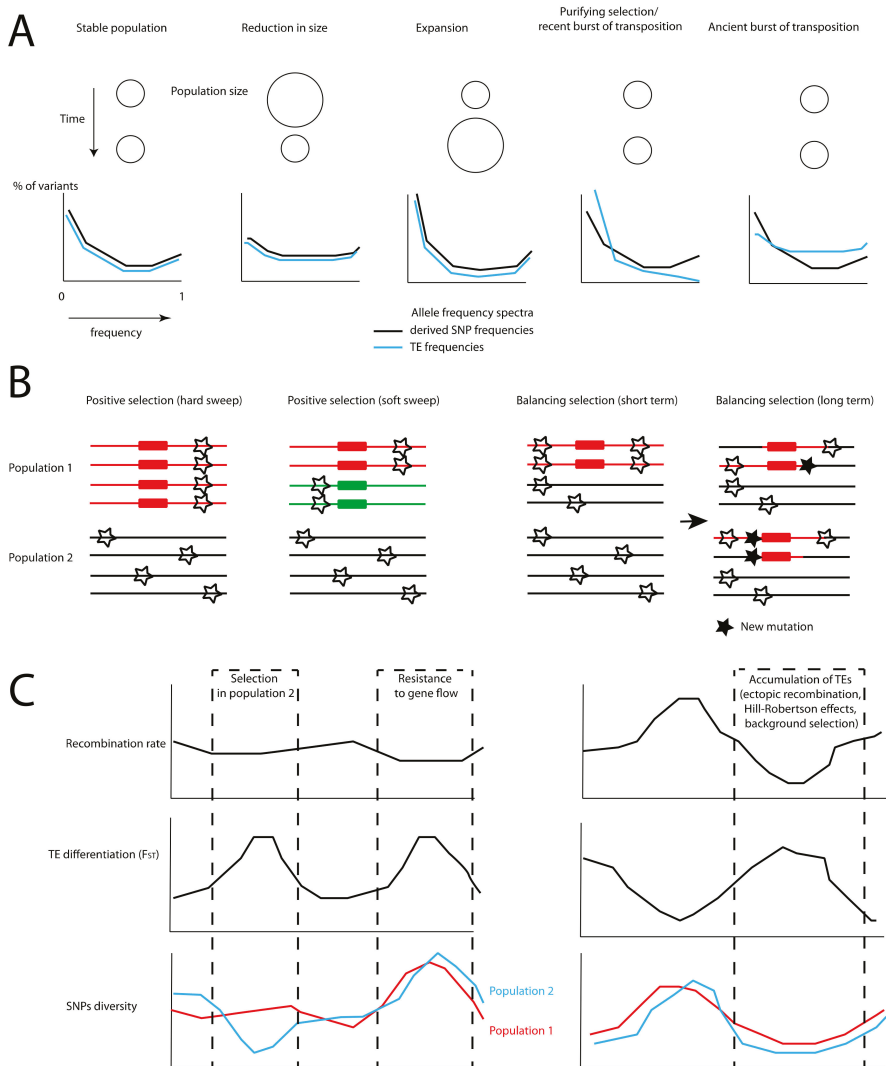 A
Stable population
Reduction in size
Expansion
Purifying selection/
recent burst of transposition
Ancient burst of transposition
Population size
Time
% of variants
0
1
frequency
Allele frequency spectra
derived SNP frequencies
TE frequencies
B
Positive selection (hard sweep)
Positive selection (soft sweep)
Balancing selection (short term)
Balancing selection (long term)
Population 1
Population 2
New mutation
C
Selection
in population 2
Resistance
to gene flow
Accumulation of TEs
(ectopic recombination,
Hill-Robertson effects,
background selection)
Recombination rate
TE differentiation (FST)
SNPs diversity
Population 2
Population 1